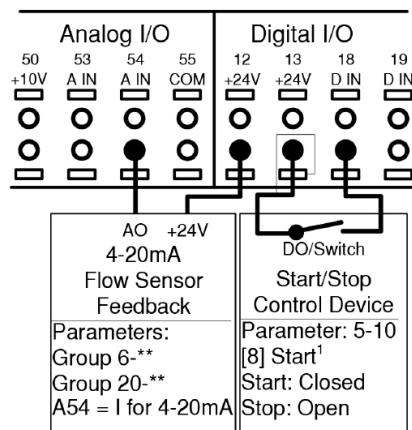 Analog I/O Digital I/O
50 53 54 55 12 13 18 19
+10V A IN A IN COM +24V +24V D IN D IN
AO +24V
4-20mA
Flow Sensor
Feedback
Parameters:
Group 6-**
Group 20-**
A54 = I for 4-20mA
DO/Switch
Start/Stop
Control Device
Parameter: 5-10
[8] Start¹
Start: Closed
Stop: Open